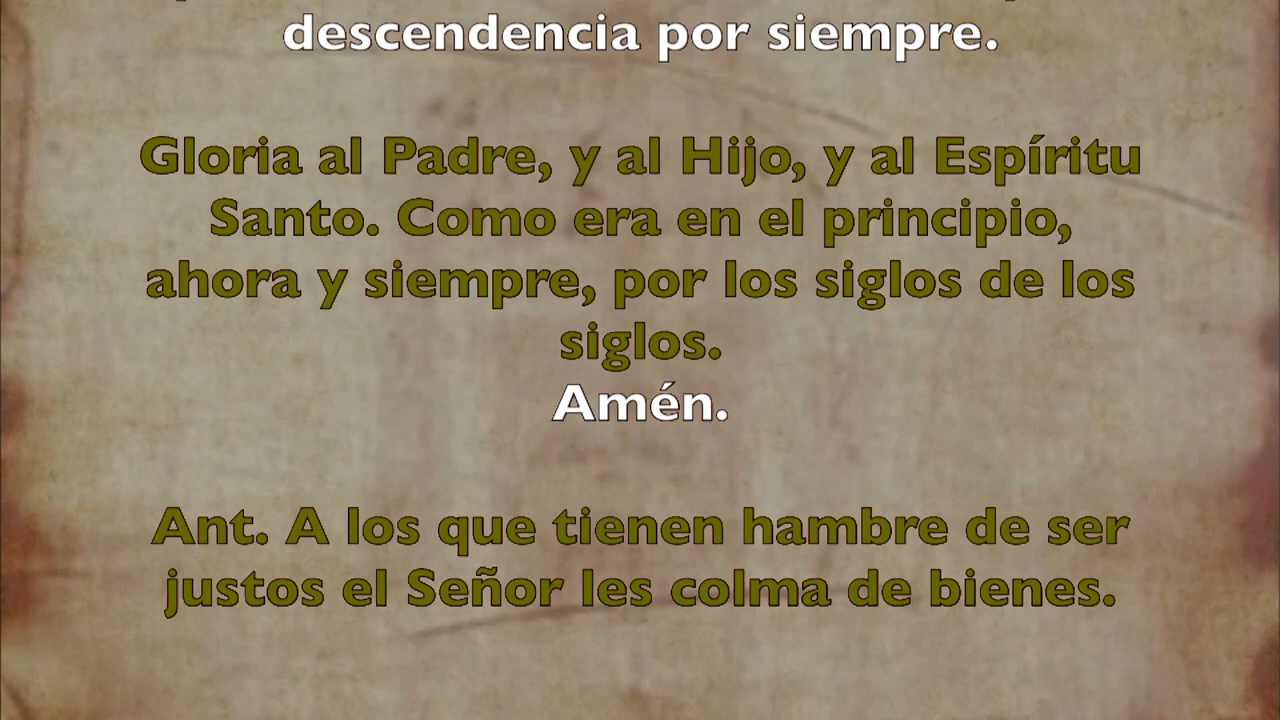 descendencia por siempre.
Gloria al Padre, y al Hijo, y al Espíritu
Santo. Como era en el principio,
ahora y siempre, por los siglos de los
siglos.
Amén.
Ant. A los que tienen hambre de ser
justos el Señor les colma de bienes.